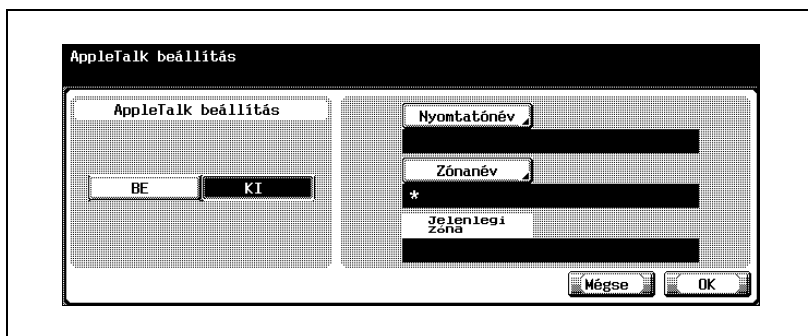 AppleTalk beállítás
AppleTalk beállítás
BE
KI
Nyomtatónév
Zónanév
*
Jelenlegi
Zóna
Mégse
OK